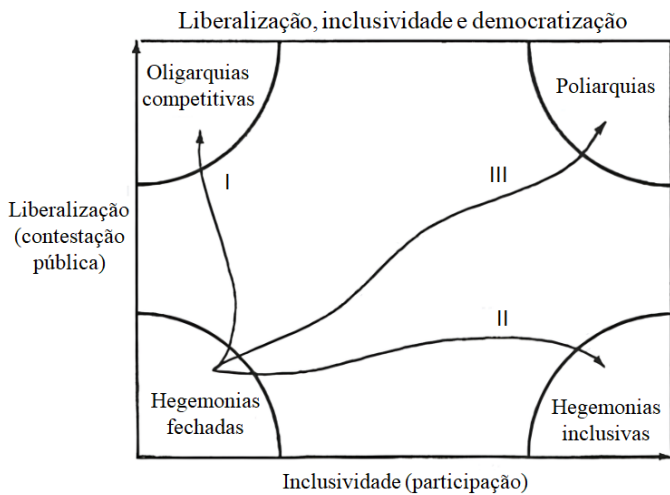 Liberalização, inclusividade e democratização
Oligarquias
competitivas
Poliarquias
I
III
Liberalização
(contestação
pública)
II
Hegemonias
fechadas
Hegemonias
inclusivas
Inclusividade (participação)